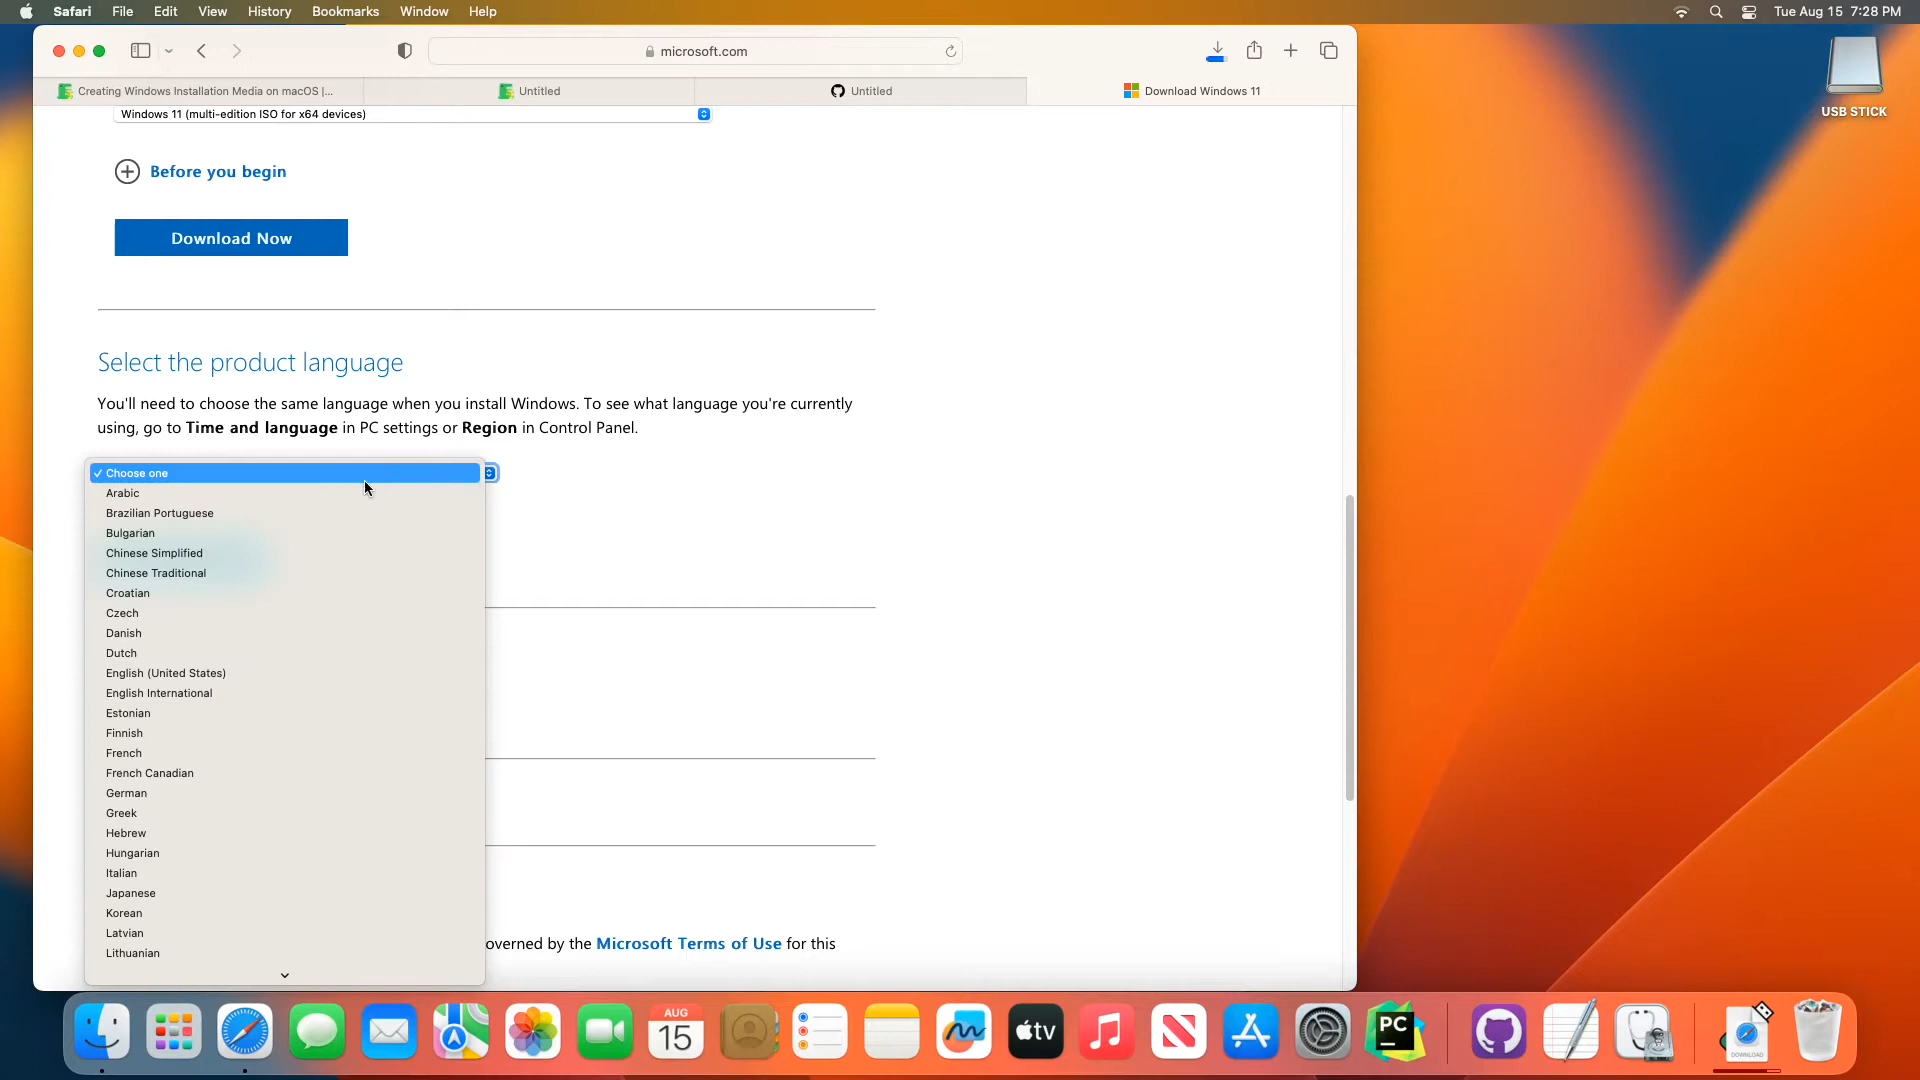 Safari File Edit View History Bookmarks Window Help Tue Aug 15 7:28 PM
microsoft.com
Creating Windows Installation Media on macOS |... Untitled Untitled Download Windows 11
USB STICK
Windows 11 (multi-edition ISO for x64 devices)
Before you begin
Download Now
Select the product language
You'll need to choose the same language when you install Windows. To see what language you're currently
using, go to Time and language in PC settings or Region in Control Panel.
✓ Choose one
Arabic
Brazilian Portuguese
Bulgarian
Chinese Simplified
Chinese Traditional
Croatian
Czech
Danish
Dutch
English (United States)
English International
Estonian
Finnish
French
French Canadian
German
Greek
Hebrew
Hungarian
Italian
Japanese
Korean
Latvian
Lithuanian
overned by the Microsoft Terms of Use for this
AUG
15
tv
PC
DOWNLOAD